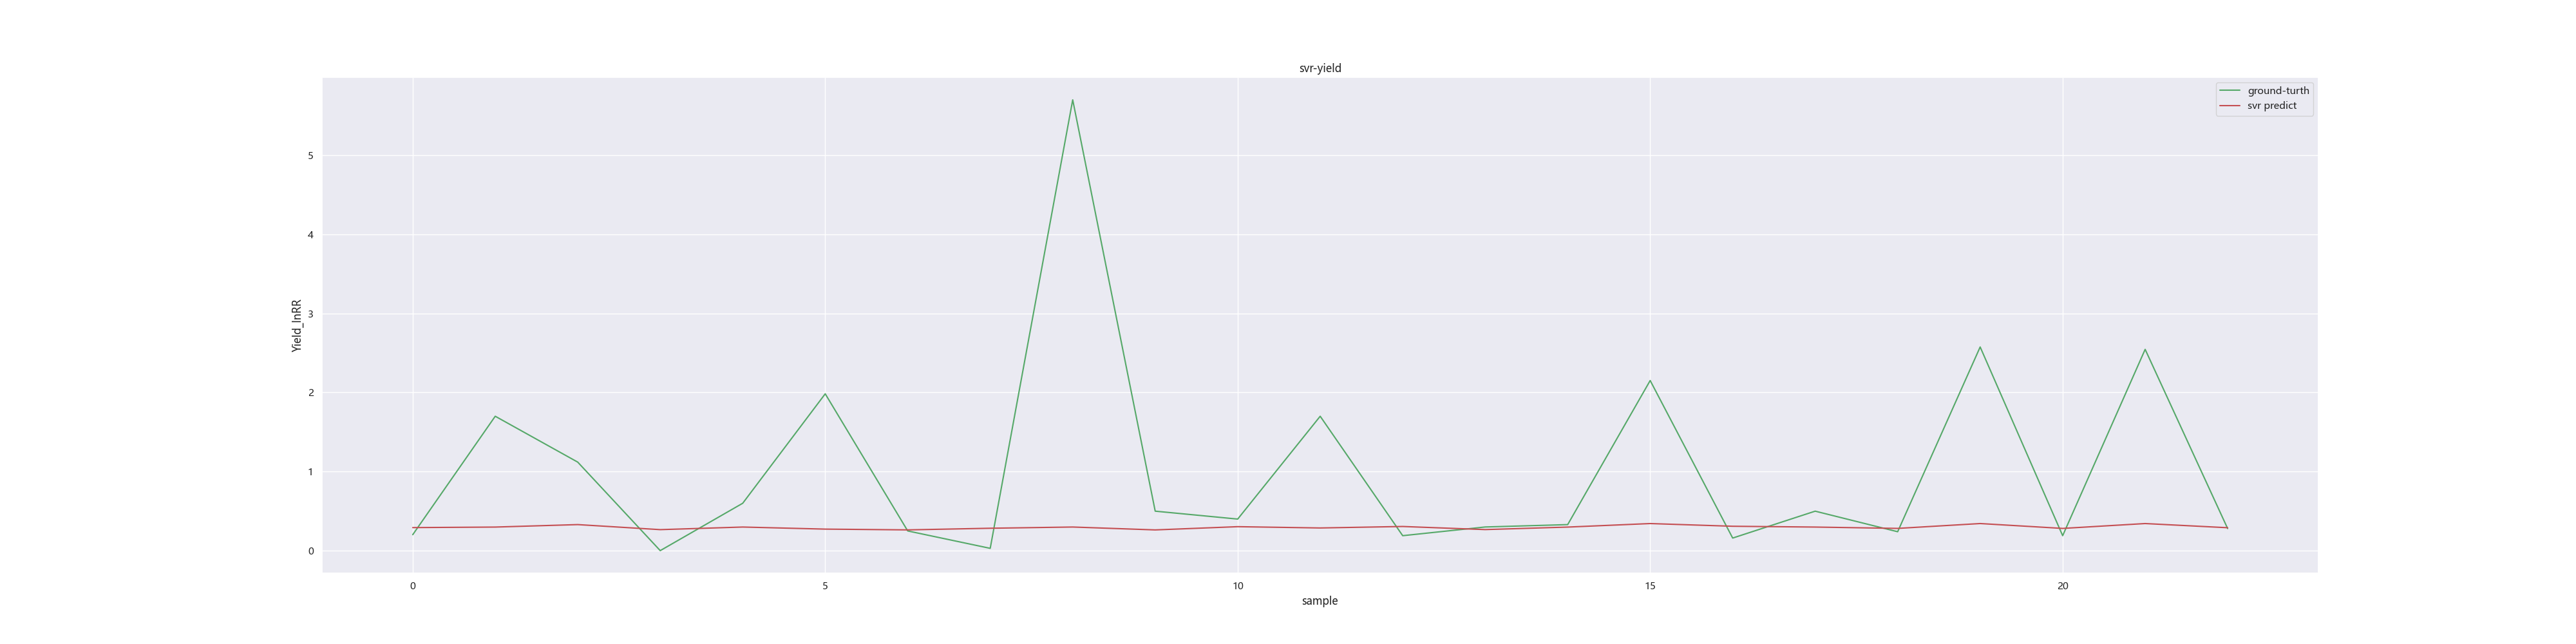 svr-yield
ground-turth
svr predict
5
4
3
2
1
0
Yield_lnRR
0 5 10 15 20
sample